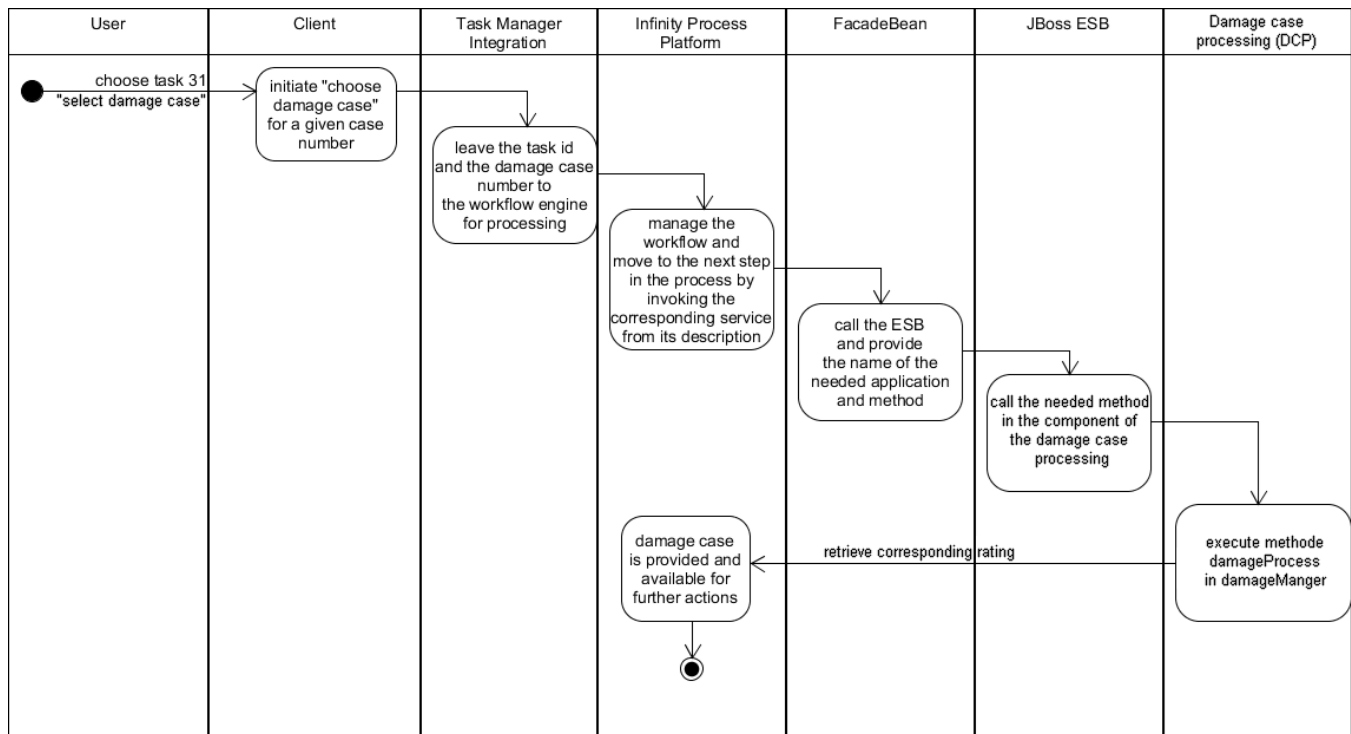 User
Client
Task Manager
Integration
Infinity Process
Platform
FacadeBean
JBoss ESB
Damage case
processing (DCP)
choose task 31
"select damage case"
initiate "choose
damage case"
for a given case
number
leave the task id
and the damage case
number to
the workflow engine
for processing
manage the
workflow and
move to the next step
in the process by
invoking the
corresponding service
from its description
call the ESB
and provide
the name of the
needed application
and method
call the needed method
in the component of
the damage case
processing
execute methode
damageProcess
in damageManger
retrieve corresponding rating
damage case
is provided and
available for
further actions